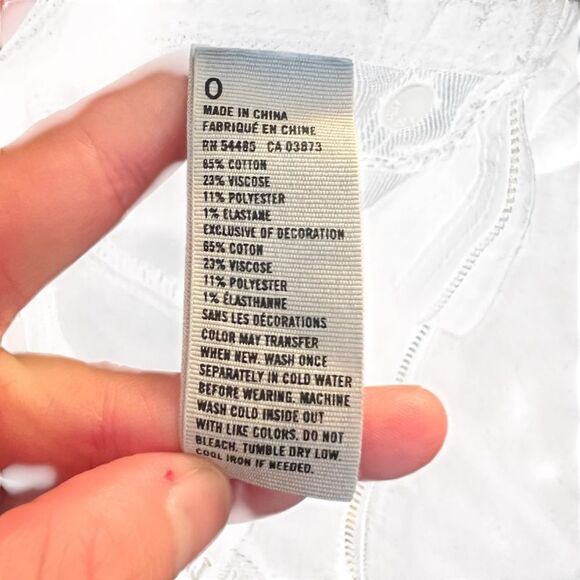 0
MADE IN CHINA
FABRIQUÉ EN CHINE
RN 54485 CA 03873
65% COTTON
23% VISCOSE
11% POLYESTER
1% ELASTANE
EXCLUSIVE OF DECORATION
65% COTON
23% VISCOSE
11% POLYESTER
1% ÉLASTHANNE
SANS LES DÉCORATIONS
COLOR MAY TRANSFER
WHEN NEW. WASH ONCE
SEPARATELY IN COLD WATER
BEFORE WEARING. MACHINE
WASH COLD INSIDE OUT
WITH LIKE COLORS. DO NOT
BLEACH. TUMBLE DRY LOW
COOL IRON IF NEEDED.